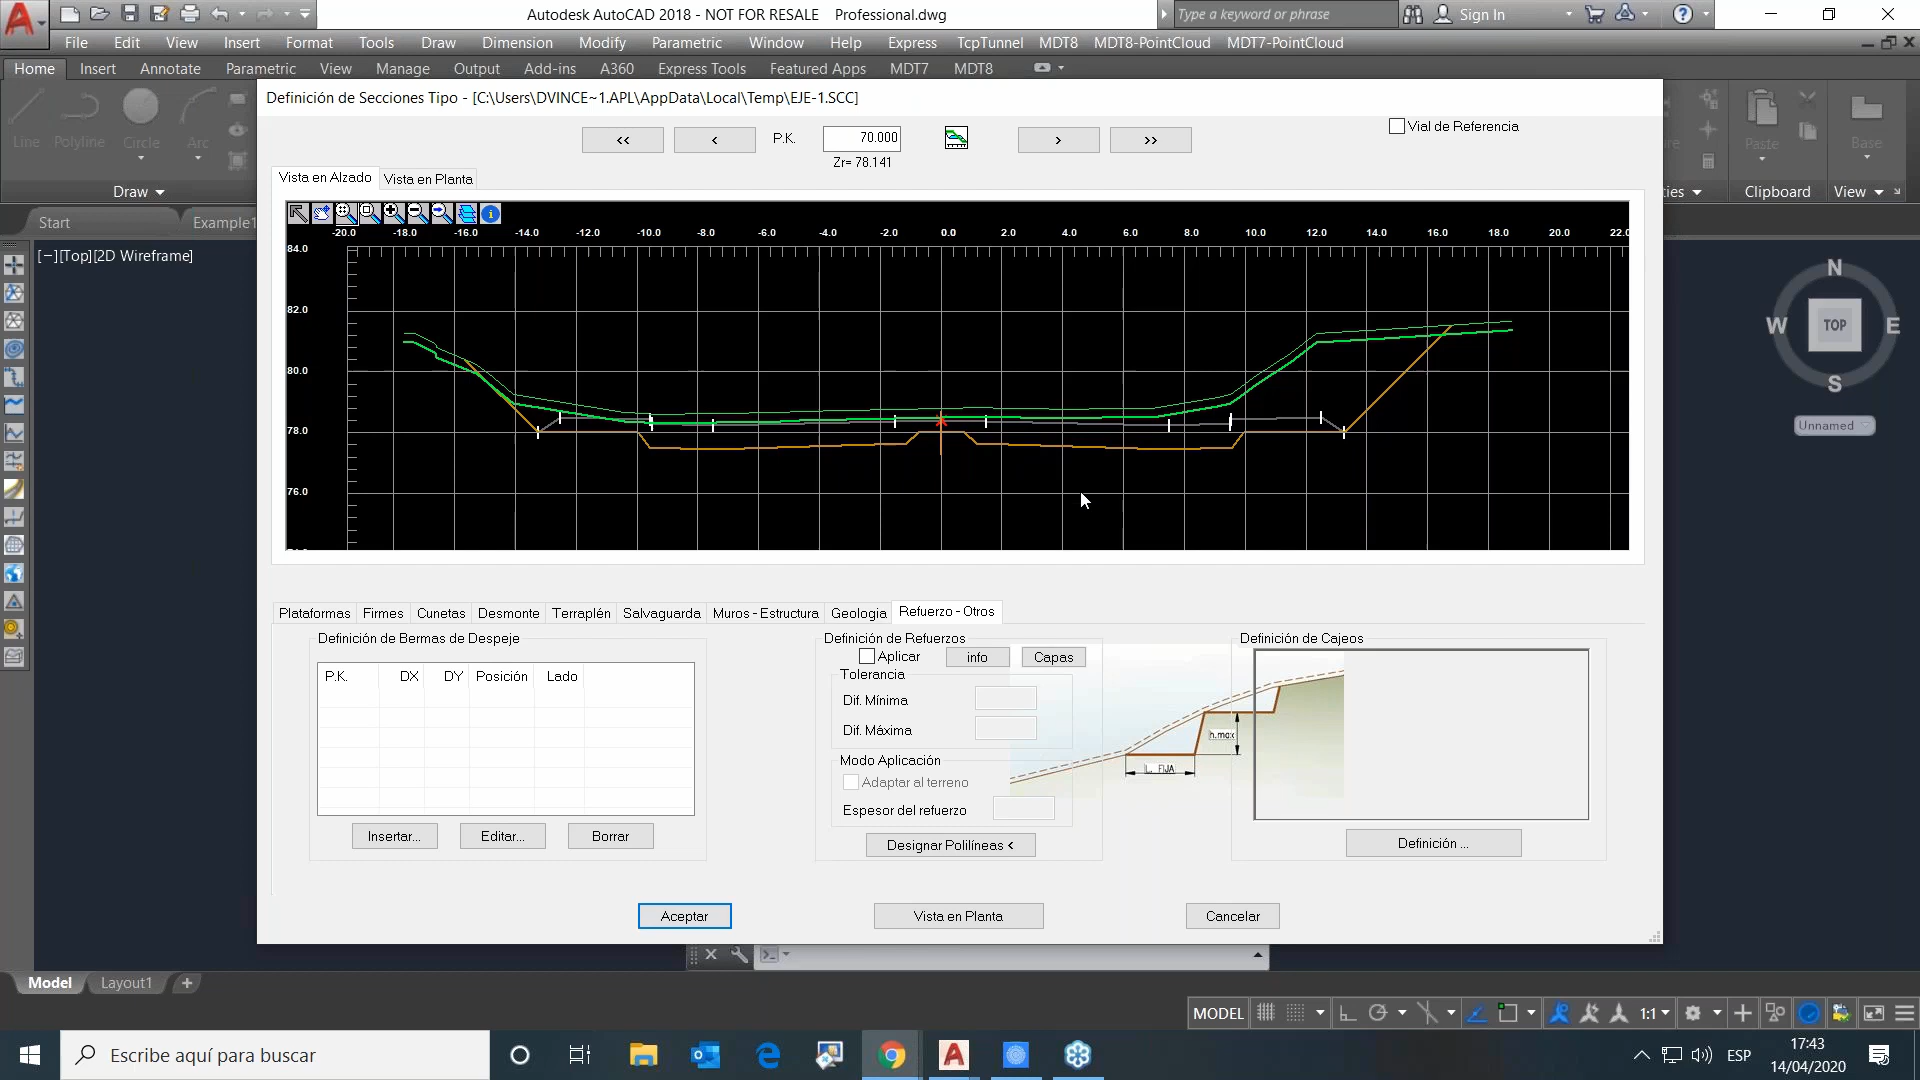 Autodesk AutoCAD 2018 - NOT FOR RESALE Professional.dwg
Type a keyword or phrase
Sign In
File Edit View Insert Format Tools Draw Dimension Modify Parametric Window Help Express TcpTunnel MDT8 MDT8-PointCloud MDT7-PointCloud
Home Insert Annotate Parametric View Manage Output Add-ins A360 Express Tools Featured Apps MDT7 MDT8
Line Polyline Circle Arc
Draw
Paste Base
Clipboard View
Start Example1
[−][Top][2D Wireframe]
Definición de Secciones Tipo - [C:\Users\DVINCE~1.APL\AppData\Local\Temp\EJE-1.SCC]
<< < P.K. 70.000 > >>
Zr= 78.141
Vial de Referencia
Vista en Alzado Vista en Planta
-20.0 -18.0 -16.0 -14.0 -12.0 -10.0 -8.0 -6.0 -4.0 -2.0 0.0 2.0 4.0 6.0 8.0 10.0 12.0 14.0 16.0 18.0 20.0 22.0
84.0
82.0
80.0
78.0
76.0
N
W TOP E
S
Unnamed
Plataformas Firmes Cunetas Desmonte Terraplén Salvaguarda Muros - Estructura Geologia Refuerzo - Otros
Definición de Bermas de Despeje
P.K. DX DY Posición Lado
Insertar... Editar... Borrar
Definición de Refuerzos
Aplicar info Capas
Tolerancia
Dif. Mínima
Dif. Máxima
Modo Aplicación
Adaptar al terreno
Espesor del refuerzo
Designar Polilíneas <
h.max
L. FIJA
Definición de Cajeos
Definición ...
Aceptar Vista en Planta Cancelar
Model Layout1 +
MODEL 1:1
Escribe aquí para buscar
ESP
17:43
14/04/2020